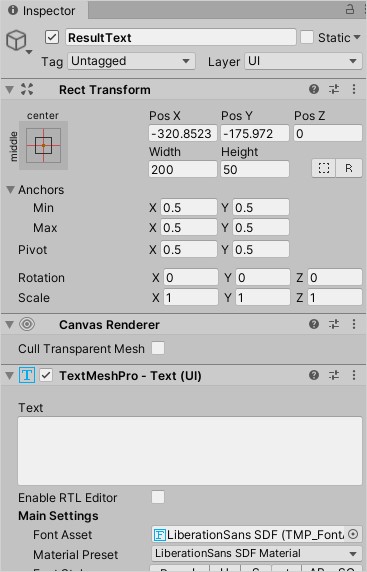 Inspector
ResultText Static
Tag Untagged Layer UI
Rect Transform
center
middle
Pos X Pos Y Pos Z
-320.8523 -175.972 0
Width Height
200 50
R
Anchors
Min X 0.5 Y 0.5
Max X 0.5 Y 0.5
Pivot X 0.5 Y 0.5
Rotation X 0 Y 0 Z 0
Scale X 1 Y 1 Z 1
Canvas Renderer
Cull Transparent Mesh
T TextMeshPro - Text (UI)
Text
Enable RTL Editor
Main Settings
Font Asset F LiberationSans SDF (TMP_Font
Material Preset LiberationSans SDF Material